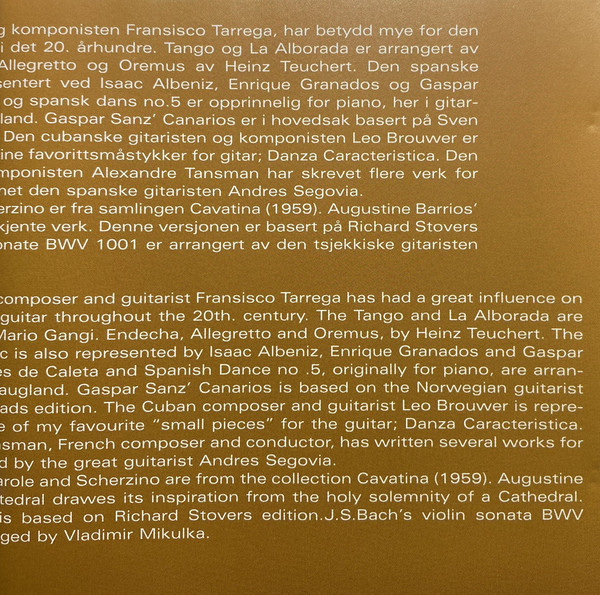 g komponisten Fransisco Tarrega, har betydd mye for den
i det 20. århundre. Tango og La Alborada er arrangert av
Allegretto og Oremus av Heinz Teuchert. Den spanske
sentert ved Isaac Albeniz, Enrique Granados og Gaspar
og spansk dans no.5 er opprinnelig for piano, her i gitar-
land. Gaspar Sanz’ Canarios er i hovedsak basert på Sven
Den cubanske gitaristen og komponisten Leo Brouwer er
ine favorittsmåstykker for gitar; Danza Caracteristica. Den
mponisten Alexandre Tansman har skrevet flere verk for
net den spanske gitaristen Andres Segovia.
erzino er fra samlingen Cavatina (1959). Augustine Barrios’
kjente verk. Denne versjonen er basert på Richard Stovers
onate BWV 1001 er arrangert av den tsjekkiske gitaristen
composer and guitarist Fransisco Tarrega has had a great influence on
guitar throughout the 20th. century. The Tango and La Alborada are
Mario Gangi. Endecha, Allegretto and Oremus, by Heinz Teuchert. The
c is also represented by Isaac Albeniz, Enrique Granados and Gaspar
es de Caleta and Spanish Dance no .5, originally for piano, are arran-
augland. Gaspar Sanz’ Canarios is based on the Norwegian guitarist
ads edition. The Cuban composer and guitarist Leo Brouwer is repre-
e of my favourite “small pieces” for the guitar; Danza Caracteristica.
nsman, French composer and conductor, has written several works for
d by the great guitarist Andres Segovia.
arole and Scherzino are from the collection Cavatina (1959). Augustine
tedral drawes its inspiration from the holy solemnity of a Cathedral.
is based on Richard Stovers edition.J.S.Bach’s violin sonata BWV
ged by Vladimir Mikulka.